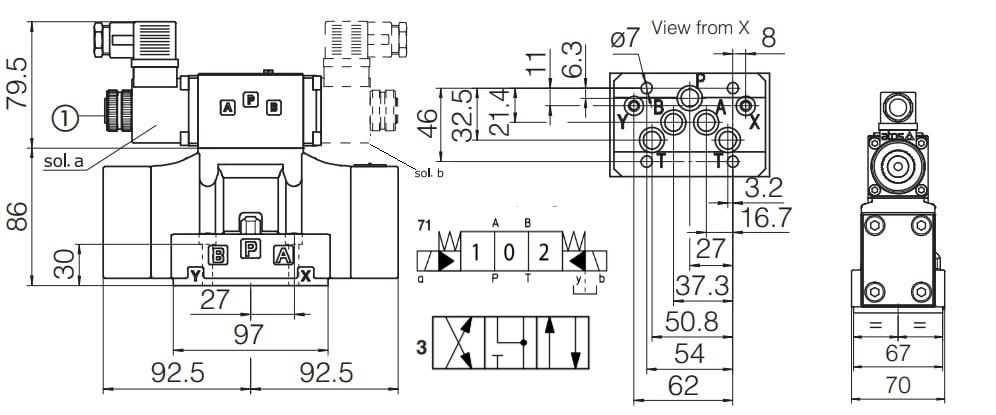 79.5
86
30
1
sol. a
A P B
sol. b
B P A
Y X
27
97
92.5 92.5
View from X
ø7
11
6.3
8
46
32.5
21.4
P
B A
Y X
T T
3.2
16.7
27
37.3
50.8
54
62
71
A B
1 0 2
a P T y b
3
T
atos
= =
67
70